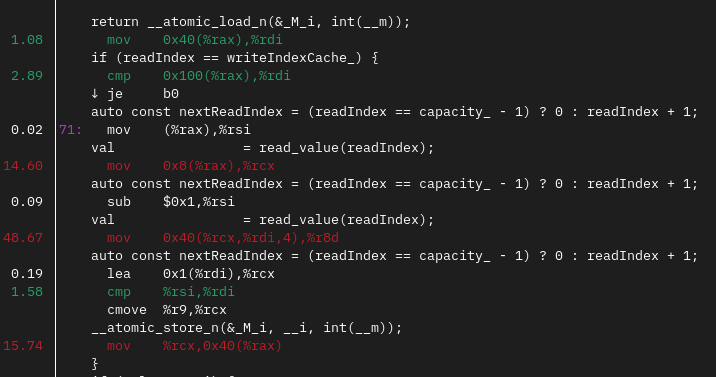 return __atomic_load_n(&_M_i, int(__m));
1.08 mov 0x40(%rax),%rdi
if (readIndex == writeIndexCache_) {
2.89 cmp 0x100(%rax),%rdi
↓ je b0
auto const nextReadIndex = (readIndex == capacity_ - 1) ? 0 : readIndex + 1;
0.02 71: mov (%rax),%rsi
val = read_value(readIndex);
14.60 mov 0x8(%rax),%rcx
auto const nextReadIndex = (readIndex == capacity_ - 1) ? 0 : readIndex + 1;
0.09 sub $0x1,%rsi
val = read_value(readIndex);
48.67 mov 0x40(%rcx,%rdi,4),%r8d
auto const nextReadIndex = (readIndex == capacity_ - 1) ? 0 : readIndex + 1;
0.19 lea 0x1(%rdi),%rcx
1.58 cmp %rsi,%rdi
cmove %r9,%rcx
__atomic_store_n(&_M_i, __i, int(__m));
15.74 mov %rcx,0x40(%rax)
}